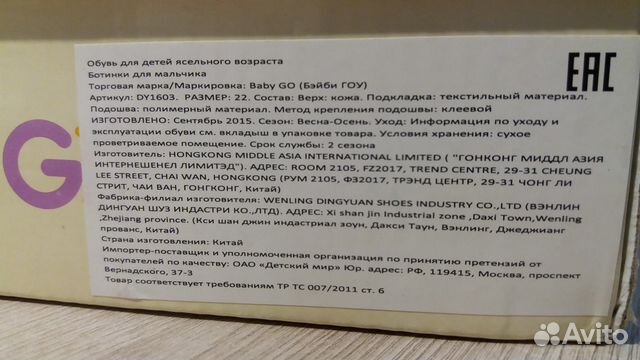 Обувь для детей ясельного возраста
Ботинки для мальчика
Торговая марка/Маркировка: Baby GO (Бэйби ГОУ)
Артикул: DY1603. РАЗМЕР: 22. Состав: Верх: кожа. Подкладка: текстильный материал.
Подошва: полимерный материал. Метод крепления подошвы: клеевой
ИЗГОТОВЛЕНО: Сентябрь 2015. Сезон: Весна-Осень. Уход: Информация по уходу и
эксплуатации обуви см. вкладыш в упаковке товара. Условия хранения: сухое
проветриваемое помещение. Срок службы: 2 сезона
Изготовитель: HONGKONG MIDDLE ASIA INTERNATIONAL LIMITED ( "ГОНКОНГ МИДДЛ АЗИЯ
ИНТЕРНЕШЕНЕЛ ЛИМИТЭД"). АДРЕС: ROOM 2105, FZ2017, TREND CENTRE, 29-31 CHEUNG
LEE STREET, CHAI WAN, HONGKONG (РУМ 2105, ФЗ2017, ТРЭНД ЦЕНТР, 29-31 ЧОНГ ЛИ
СТРИТ, ЧАИ ВАН, ГОНГКОНГ, Китай)
Фабрика-филиал изготовителя: WENLING DINGYUAN SHOES INDUSTRY CO.,LTD (ВЭНЛИН
ДИНГУАН ШУЗ ИНДАСТРИ КО.,ЛТД). АДРЕС: Xi shan jin Industrial zone ,Daxi Town,Wenling
,Zhejiang province. (Кси шан джин индастриал зоун, Дакси Таун, Вэнлинг, Джеджианг
прованс, Китай)
Страна изготовления: Китай
Импортер-поставщик и уполномоченная организация по принятию претензий от
покупателей по качеству: ОАО «Детский мир» Юр. адрес: РФ, 119415, Москва, проспект
Вернадского, 37-3
Товар соответствует требованиям ТР ТС 007/2011 ст. 6
EAC
G
Avito